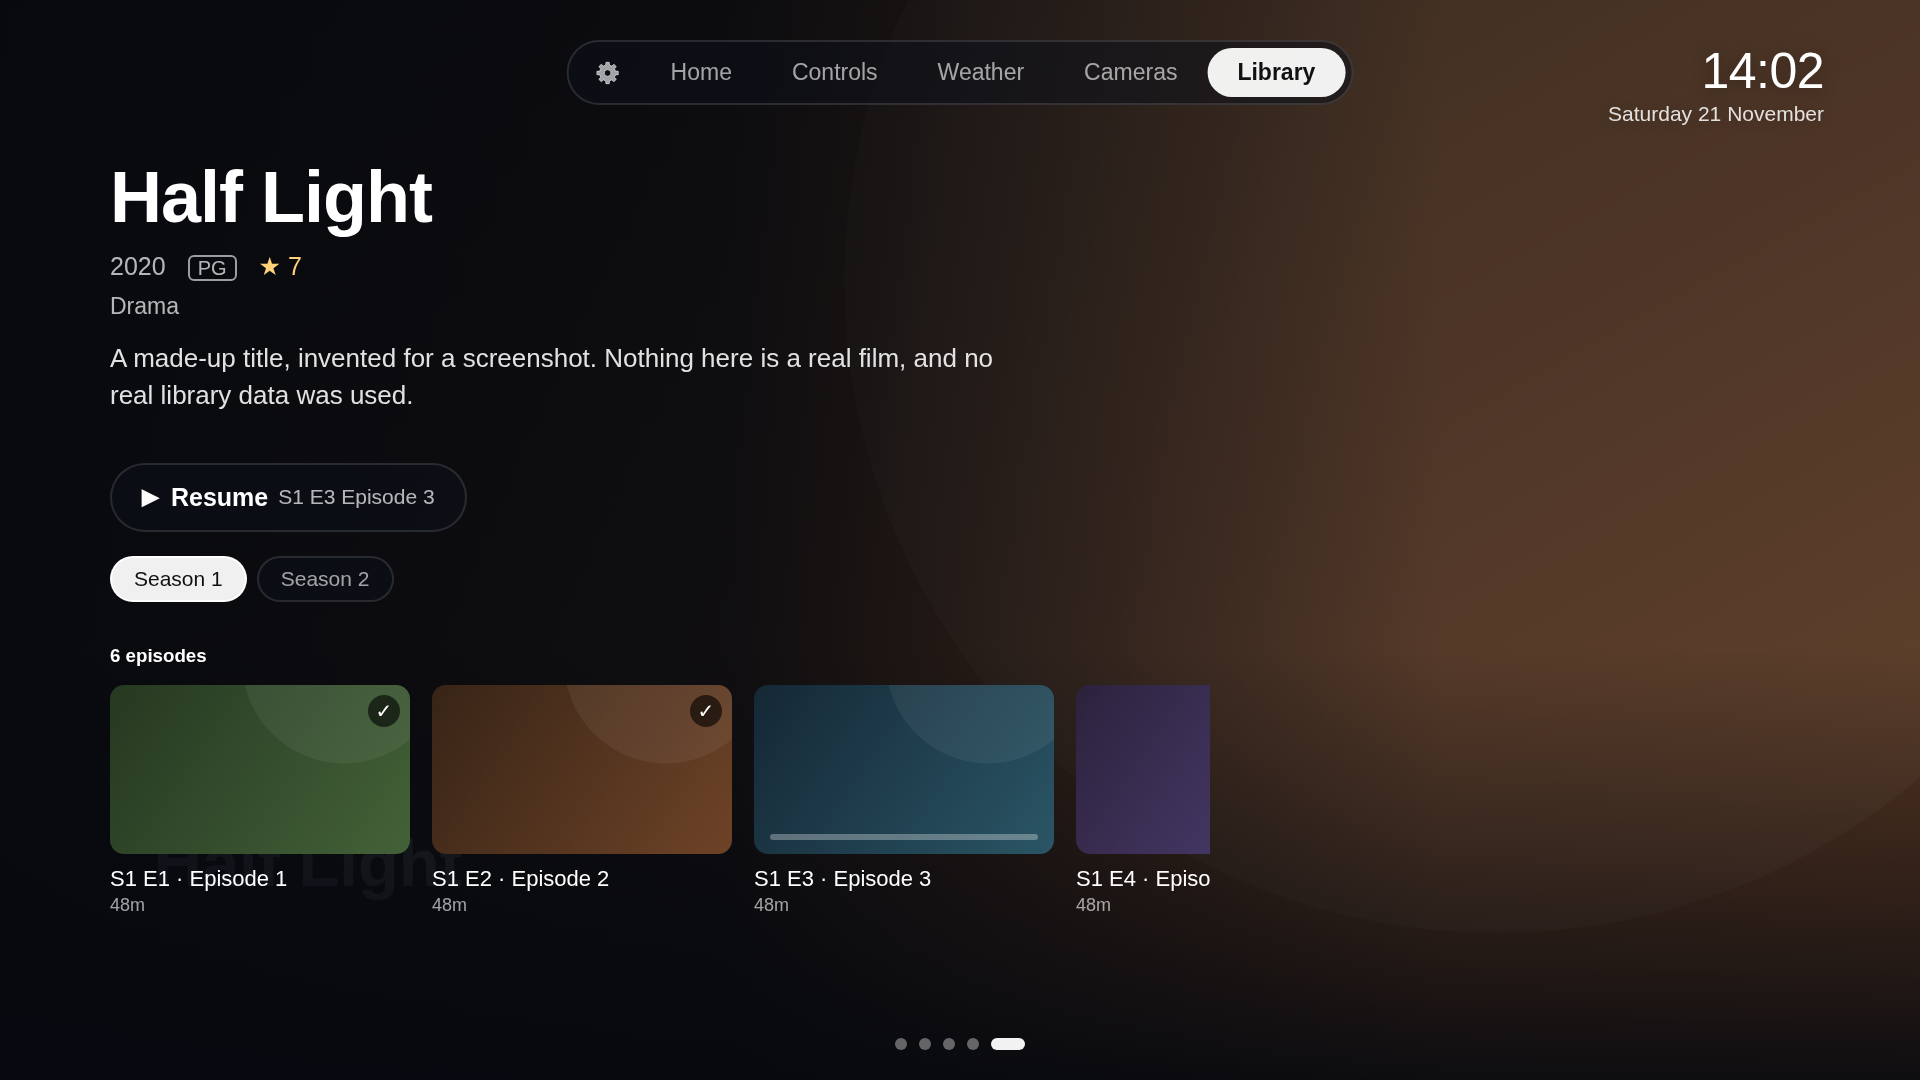 Home Controls Weather Cameras Library
14:02
Saturday 21 November
Half Light
2020 PG ★ 7
Drama
A made-up title, invented for a screenshot. Nothing here is a real film, and no
real library data was used.
▶ Resume S1 E3 Episode 3
Season 1 Season 2
6 episodes
✓ ✓
Half Light
S1 E1 · Episode 1 S1 E2 · Episode 2 S1 E3 · Episode 3 S1 E4 · Episo
48m 48m 48m 48m